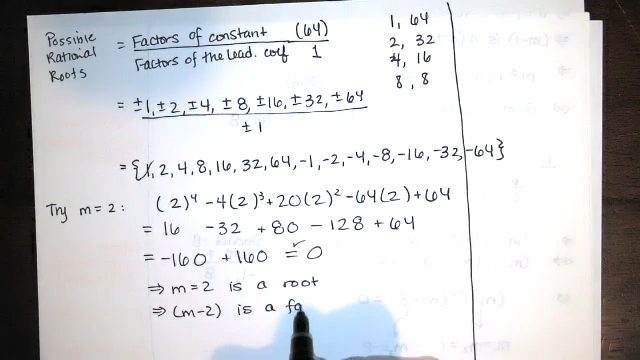 Possible Rational Roots = Factors of constant (64) / Factors of the Lead. coef 1
1, 64
2, 32
4, 16
8, 8
= ±1, ±2, ±4, ±8, ±16, ±32, ±64 / ±1
= {1, 2, 4, 8, 16, 32, 64, -1, -2, -4, -8, -16, -32, -64}
Try m = 2: (2)⁴ - 4(2)³ + 20(2)² - 64(2) + 64
= 16 - 32 + 80 - 128 + 64
= -160 + 160 = 0 ✓
⇒ m = 2 is a root
⇒ (m-2) is a fa